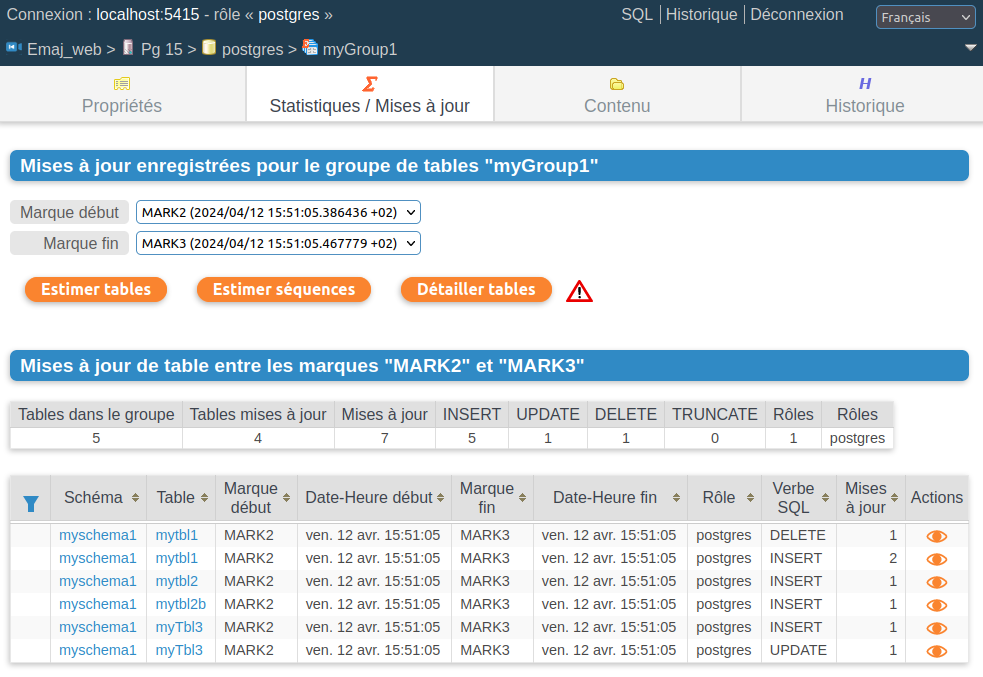 Connexion : localhost:5415 - rôle « postgres »
SQL Historique Déconnexion Français
Emaj_web > Pg 15 > postgres > myGroup1
Propriétés Statistiques / Mises à jour Contenu Historique
Mises à jour enregistrées pour le groupe de tables "myGroup1"
Marque début MARK2 (2024/04/12 15:51:05.386436 +02)
Marque fin MARK3 (2024/04/12 15:51:05.467779 +02)
Estimer tables Estimer séquences Détailler tables
Mises à jour de table entre les marques "MARK2" et "MARK3"
Tables dans le groupe Tables mises à jour Mises à jour INSERT UPDATE DELETE TRUNCATE Rôles Rôles
5 4 7 5 1 1 0 1 postgres
Schéma Table Marque début Date-Heure début Marque fin Date-Heure fin Rôle Verbe SQL Mises à jour Actions
myschema1 mytbl1 MARK2 ven. 12 avr. 15:51:05 MARK3 ven. 12 avr. 15:51:05 postgres DELETE 1
myschema1 mytbl1 MARK2 ven. 12 avr. 15:51:05 MARK3 ven. 12 avr. 15:51:05 postgres INSERT 2
myschema1 mytbl2 MARK2 ven. 12 avr. 15:51:05 MARK3 ven. 12 avr. 15:51:05 postgres INSERT 1
myschema1 mytbl2b MARK2 ven. 12 avr. 15:51:05 MARK3 ven. 12 avr. 15:51:05 postgres INSERT 1
myschema1 myTbl3 MARK2 ven. 12 avr. 15:51:05 MARK3 ven. 12 avr. 15:51:05 postgres INSERT 1
myschema1 myTbl3 MARK2 ven. 12 avr. 15:51:05 MARK3 ven. 12 avr. 15:51:05 postgres UPDATE 1